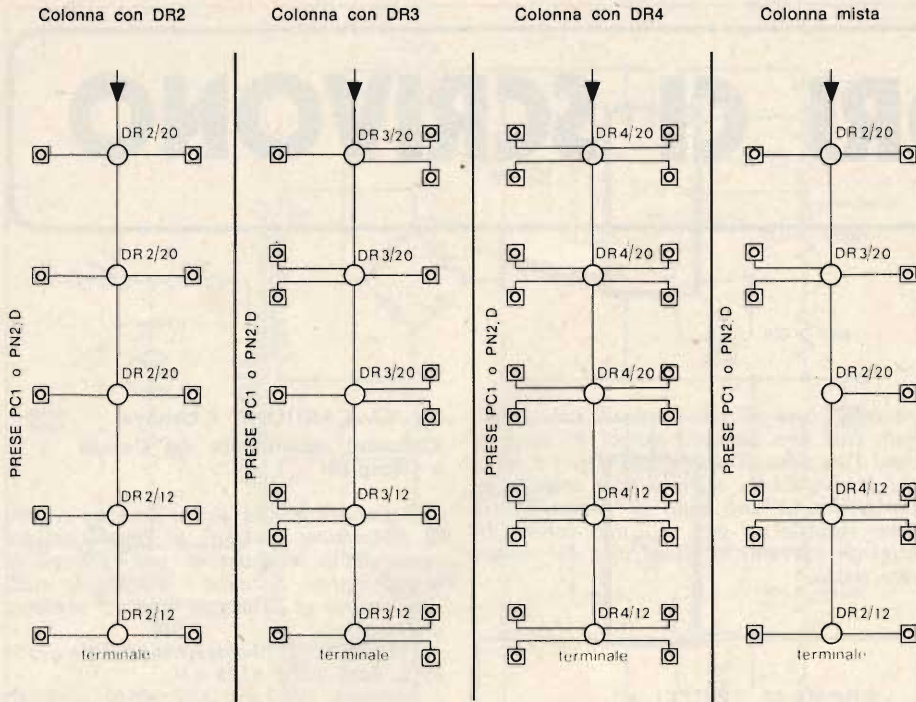 Colonna con DR2
Colonna con DR3
Colonna con DR4
Colonna mista
PRESE PC1 o PN2/D
DR 2/20
DR 2/20
DR 2/20
DR 2/12
DR 2/12
terminale
PRESE PC1 o PN2/D
DR 3/20
DR 3/20
DR 3/20
DR 3/12
DR 3/12
terminale
PRESE PC1 o PN2/D
DR 4/20
DR 4/20
DR 4/20
DR 4/12
DR 4/12
terminale
PRESE PC1 o PN2/D
DR 2/20
DR 3/20
DR 2/20
DR 4/12
DR 2/12
terminale